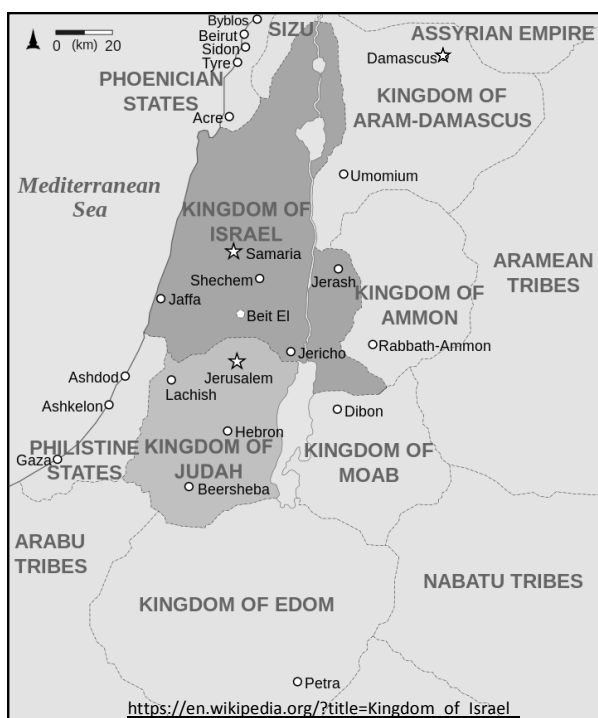 Byblos
Beirut
Sidon
Tyre
SIZU
ASSYRIAN EMPIRE
Damascus
0 (km) 20
PHOENICIAN
STATES
KINGDOM OF
ARAM-DAMASCUS
Acre
Umomium
Mediterranean
Sea
KINGDOM OF
ISRAEL
Samaria
Shechem
Jerash
ARAMEAN
TRIBES
Jaffa
KINGDOM OF
AMMON
Beit El
Jericho
Rabbath-Ammon
Ashdod
Jerusalem
Lachish
Ashkelon
Dibon
Hebron
PHILISTINE
STATES
KINGDOM OF
JUDAH
KINGDOM OF
MOAB
Gaza
Beersheba
ARABU
TRIBES
NABATU TRIBES
KINGDOM OF EDOM
Petra
https://en.wikipedia.org/?title=Kingdom_of_Israel_